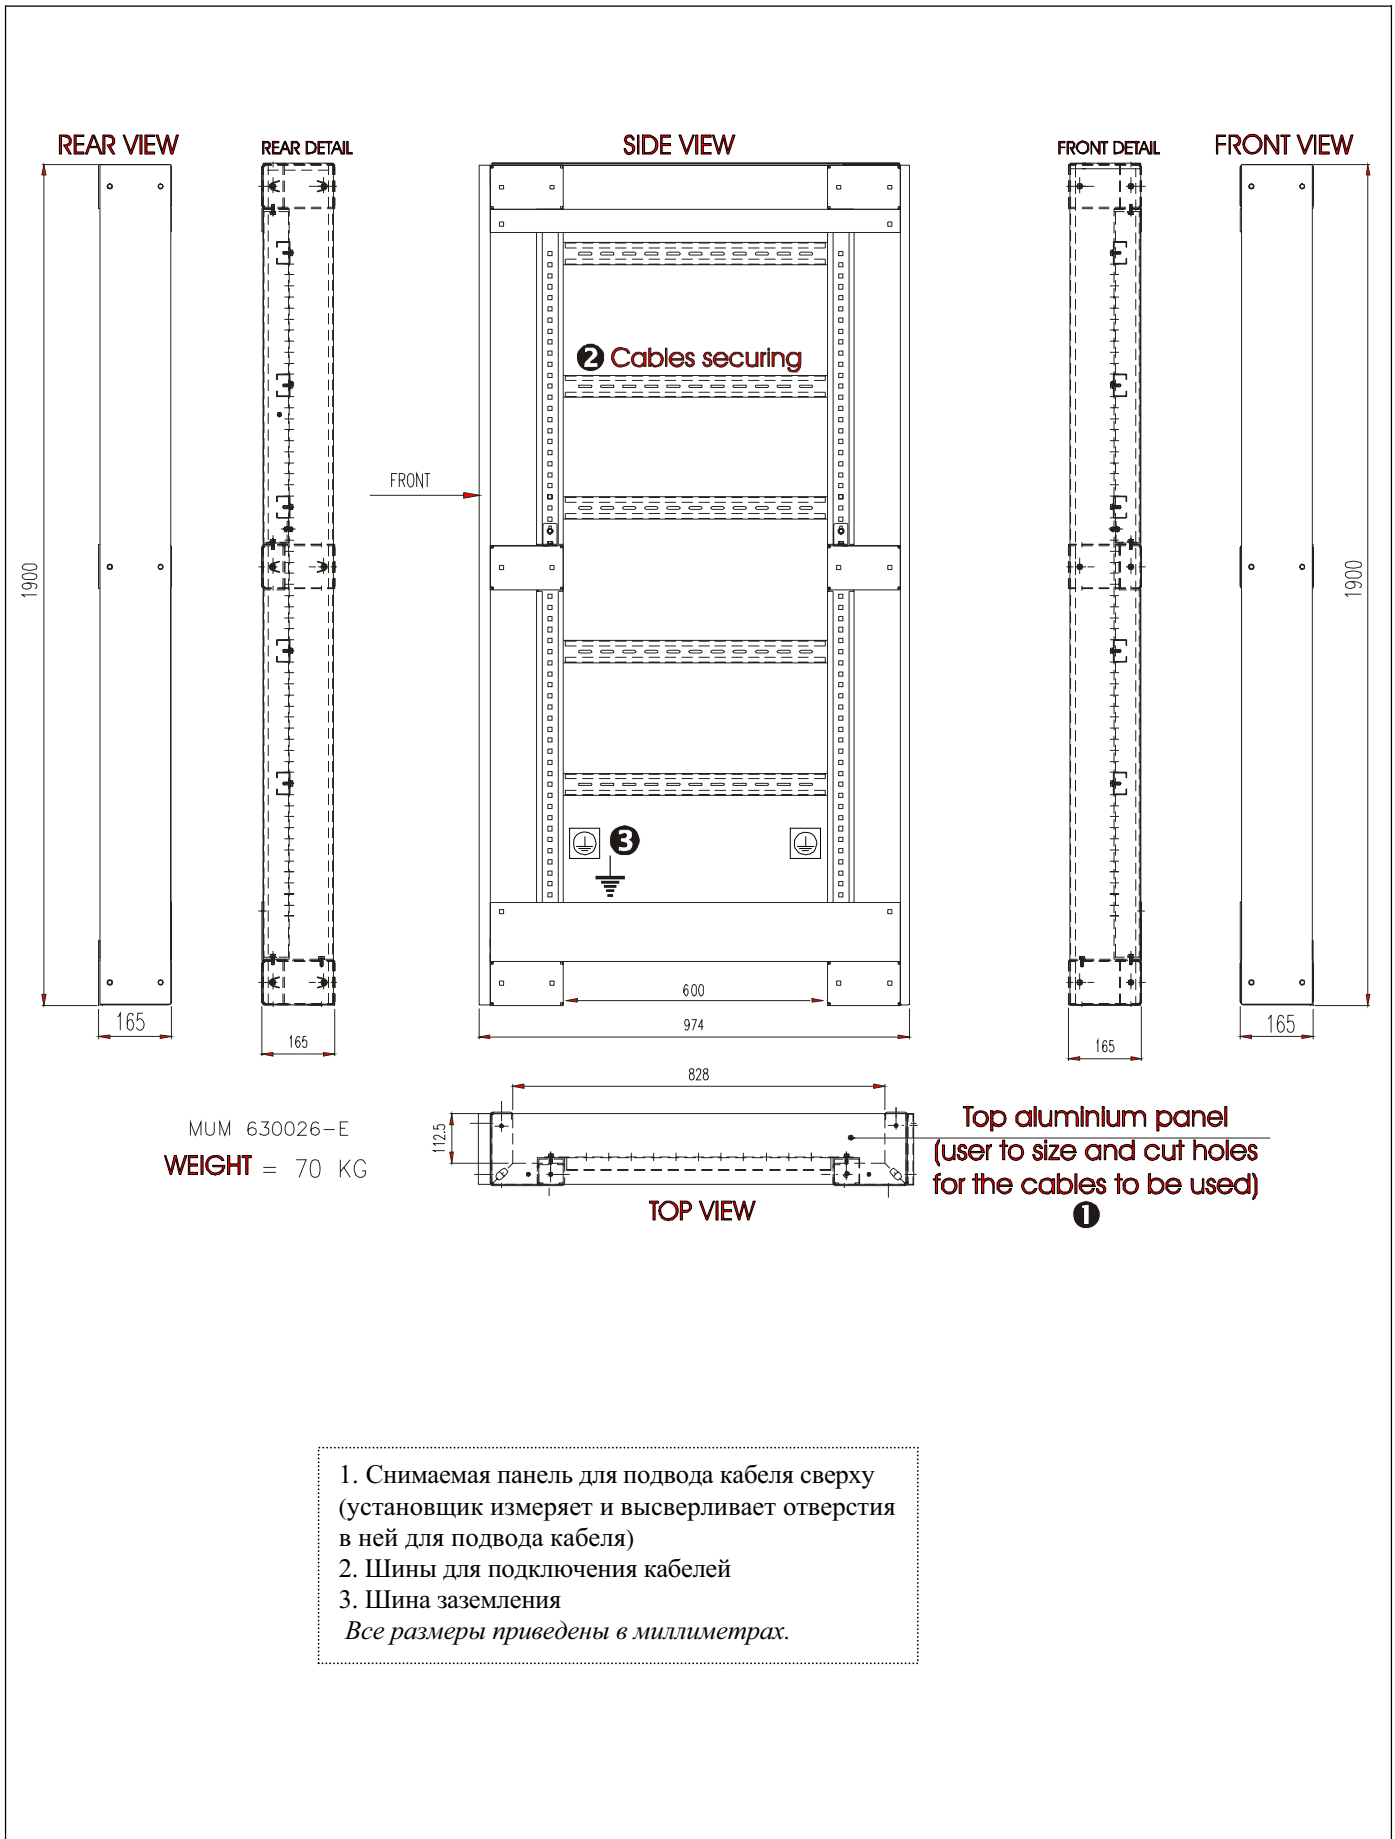 REAR VIEW
REAR DETAIL
SIDE VIEW
FRONT DETAIL
FRONT VIEW
❷ Cables securing
FRONT
1900
1900
❸
600
974
165
165
165
165
828
112.5
MUM 630026-E
WEIGHT = 70 KG
TOP VIEW
Top aluminium panel
(user to size and cut holes
for the cables to be used)
❶
1. Снимаемая панель для подвода кабеля сверху
(установщик измеряет и высверливает отверстия
в ней для подвода кабеля)
2. Шины для подключения кабелей
3. Шина заземления
Все размеры приведены в миллиметрах.